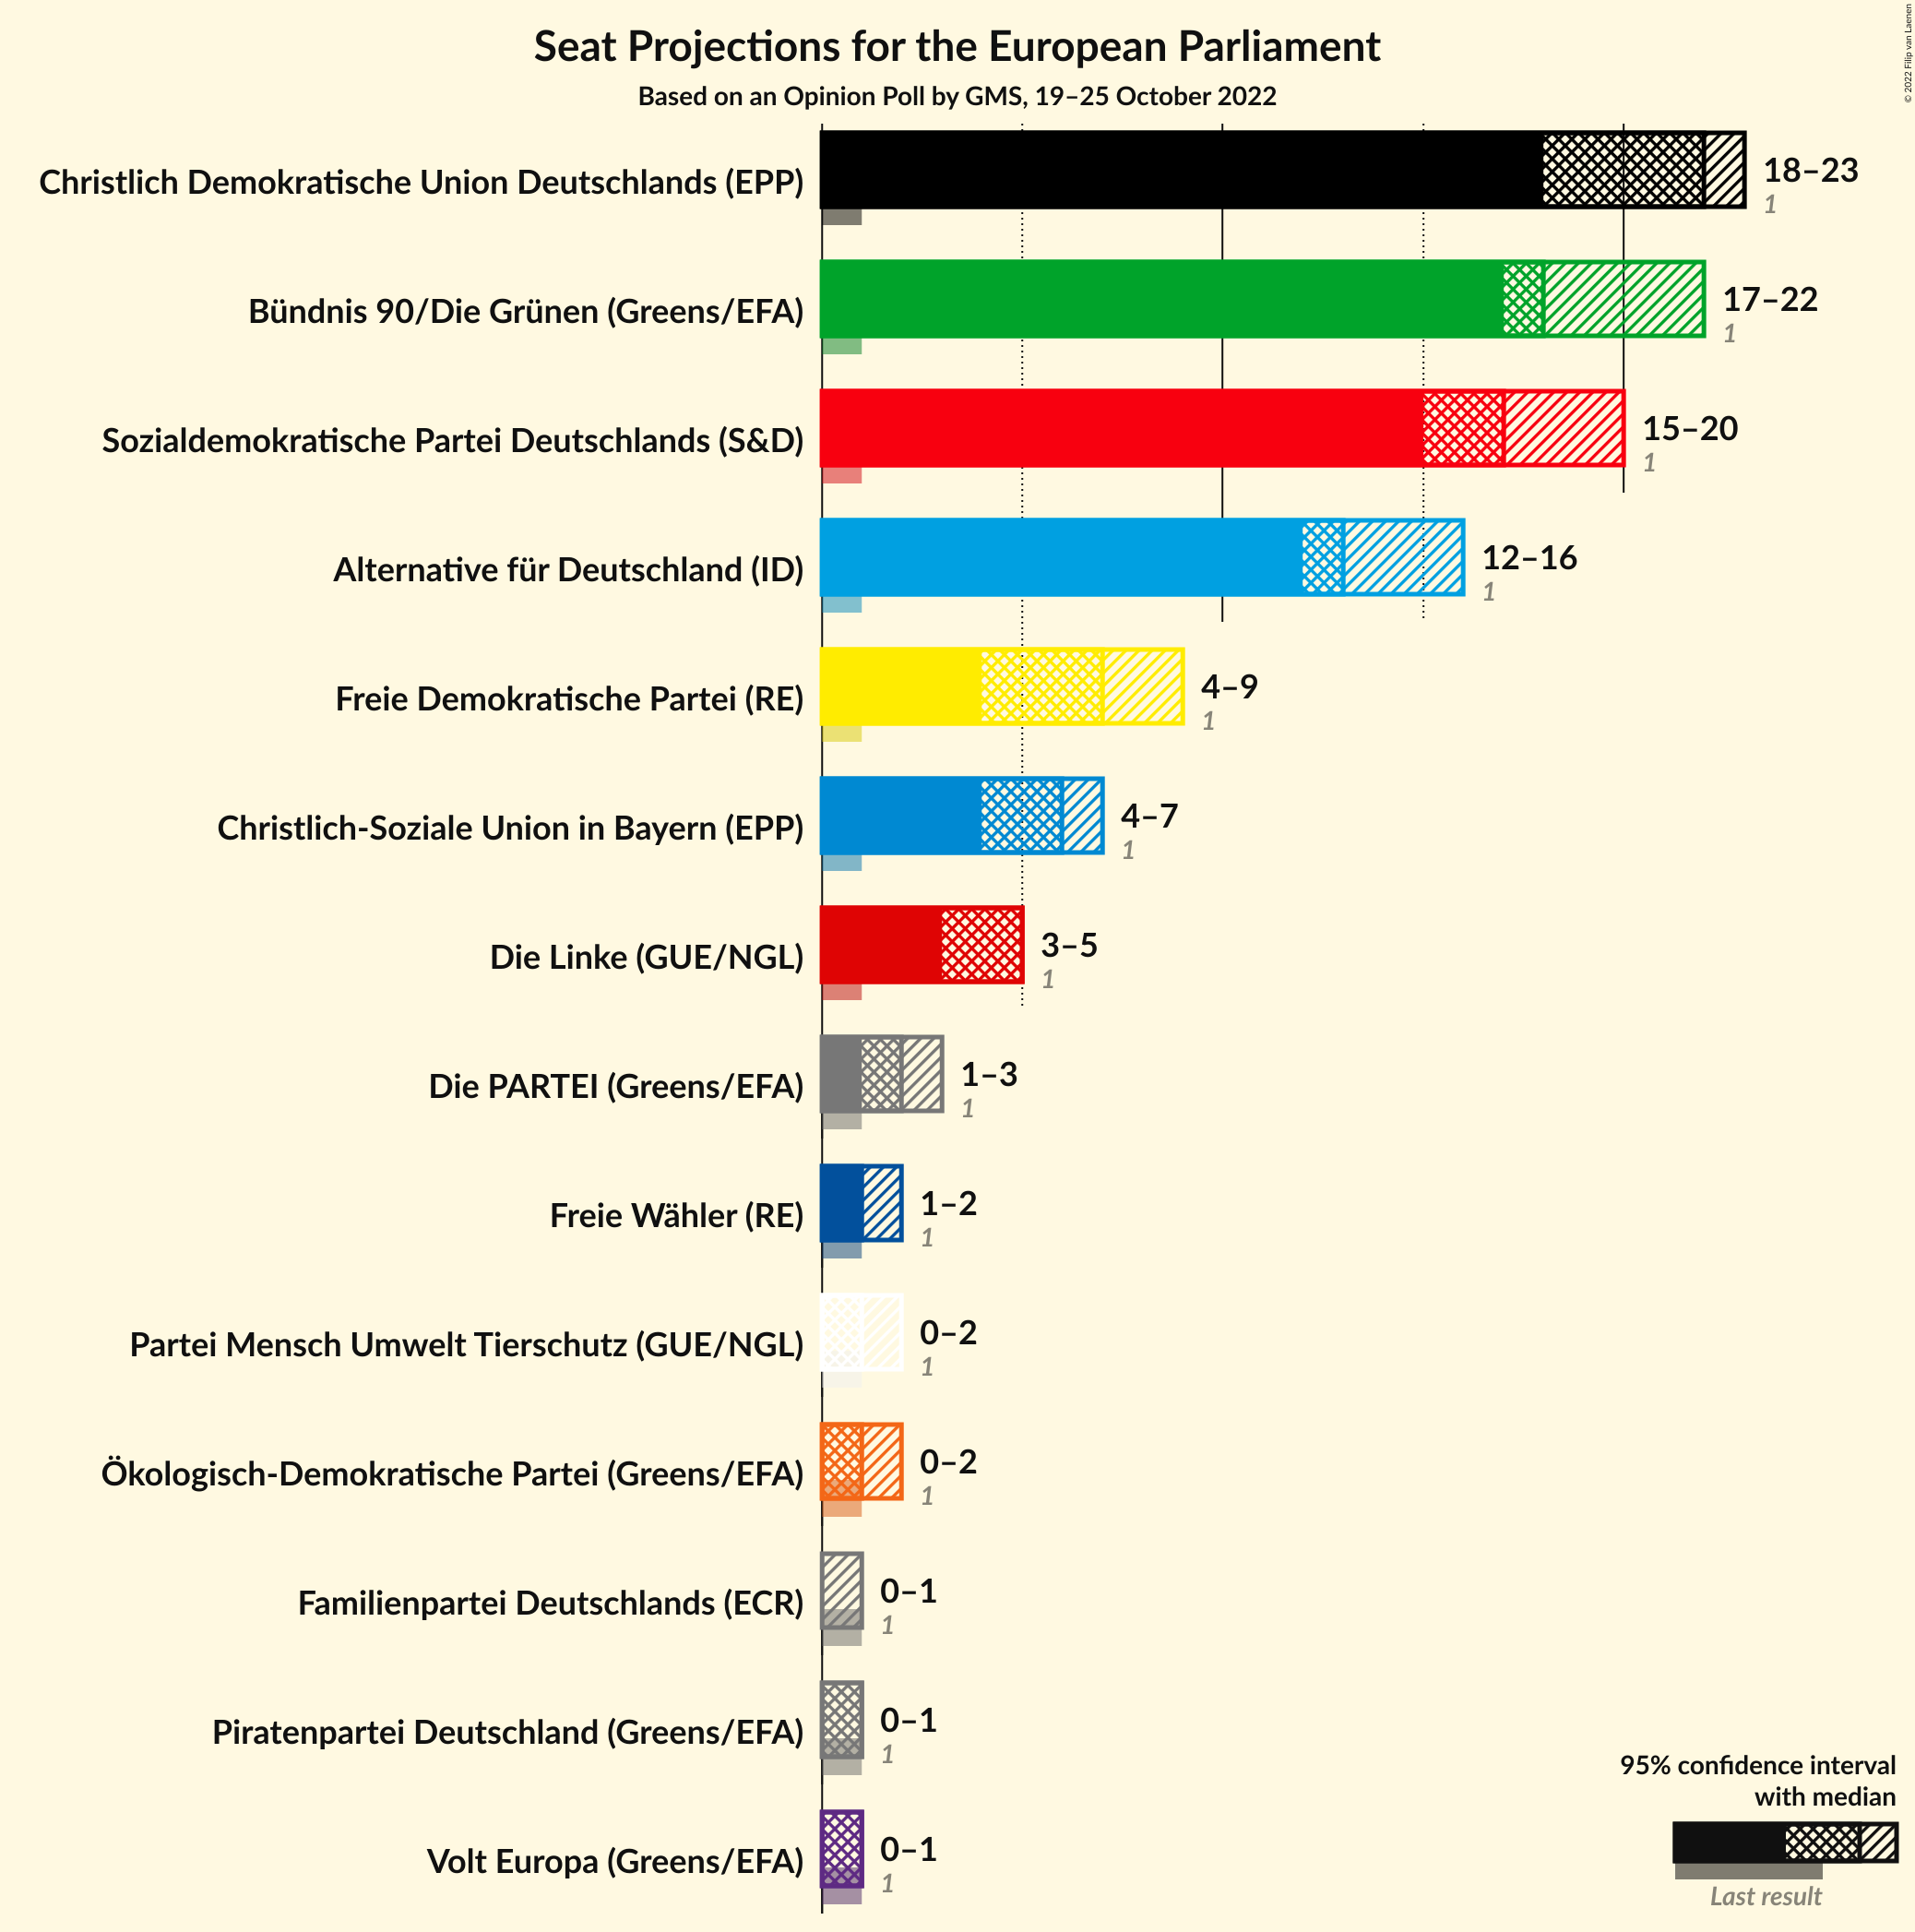 Seat Projections for the European Parliament
Based on an Opinion Poll by GMS, 19–25 October 2022
© 2022 Filip van Laenen
Christlich Demokratische Union Deutschlands (EPP)
18–23
1
Bündnis 90/Die Grünen (Greens/EFA)
17–22
1
Sozialdemokratische Partei Deutschlands (S&D)
15–20
1
Alternative für Deutschland (ID)
12–16
1
Freie Demokratische Partei (RE)
4–9
1
Christlich-Soziale Union in Bayern (EPP)
4–7
1
Die Linke (GUE/NGL)
3–5
1
Die PARTEI (Greens/EFA)
1–3
1
Freie Wähler (RE)
1–2
1
Partei Mensch Umwelt Tierschutz (GUE/NGL)
0–2
1
Ökologisch-Demokratische Partei (Greens/EFA)
0–2
1
Familienpartei Deutschlands (ECR)
0–1
1
Piratenpartei Deutschland (Greens/EFA)
0–1
1
Volt Europa (Greens/EFA)
0–1
1
95% confidence interval
with median
Last result